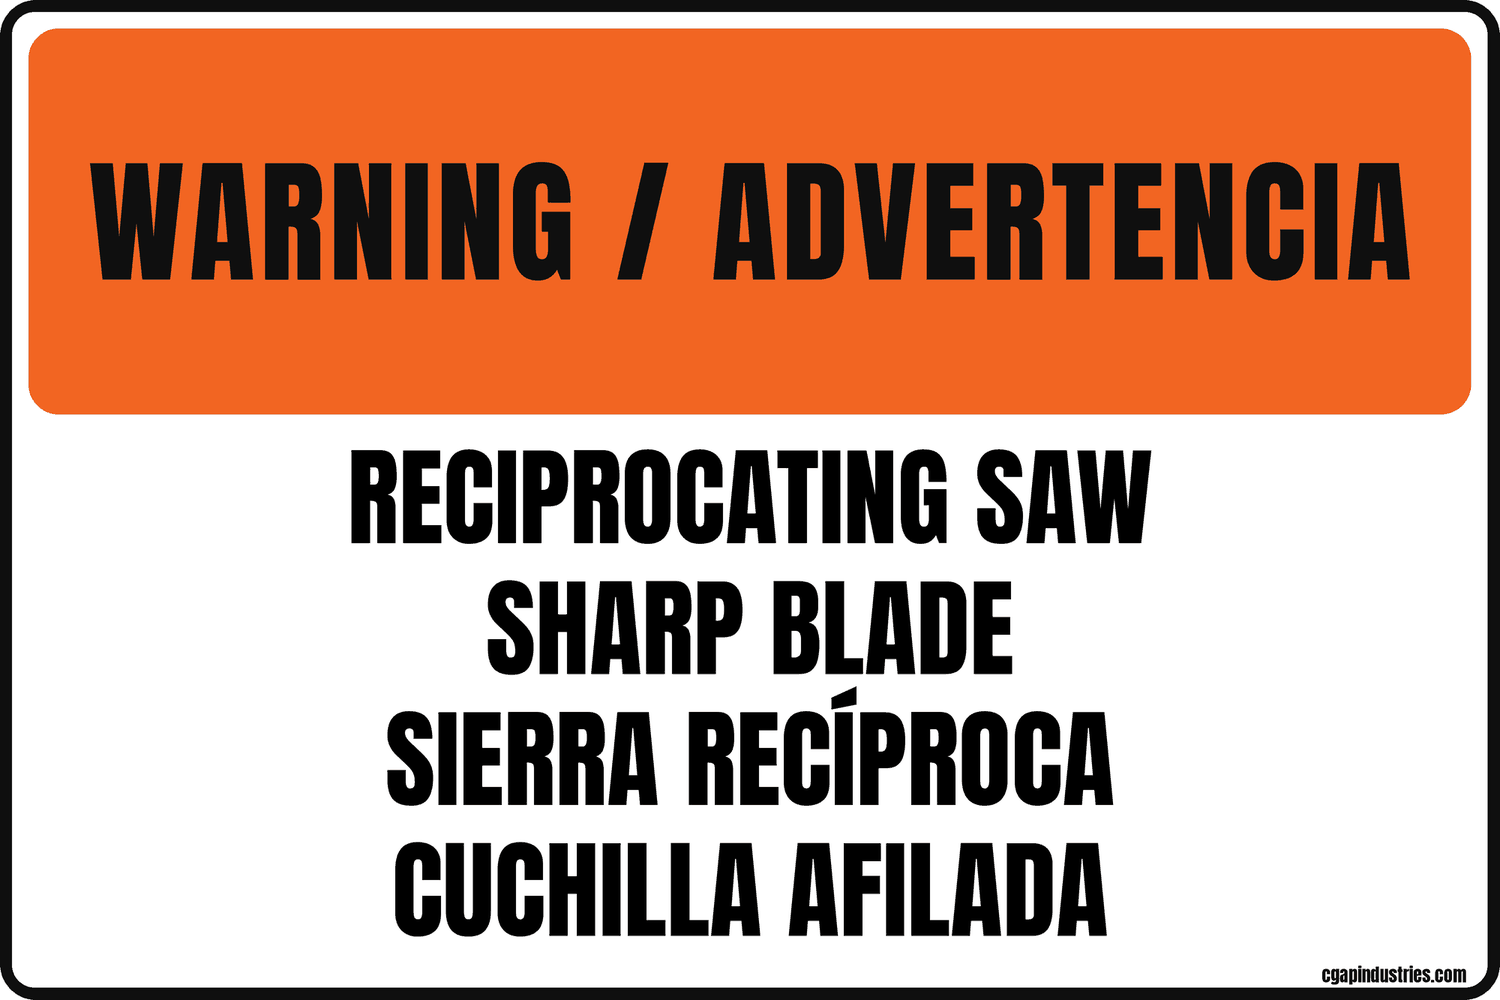 WARNING / ADVERTENCIA
RECIPROCATING SAW
SHARP BLADE
SIERRA RECÍPROCA
CUCHILLA AFILADA
cgapindustries.com